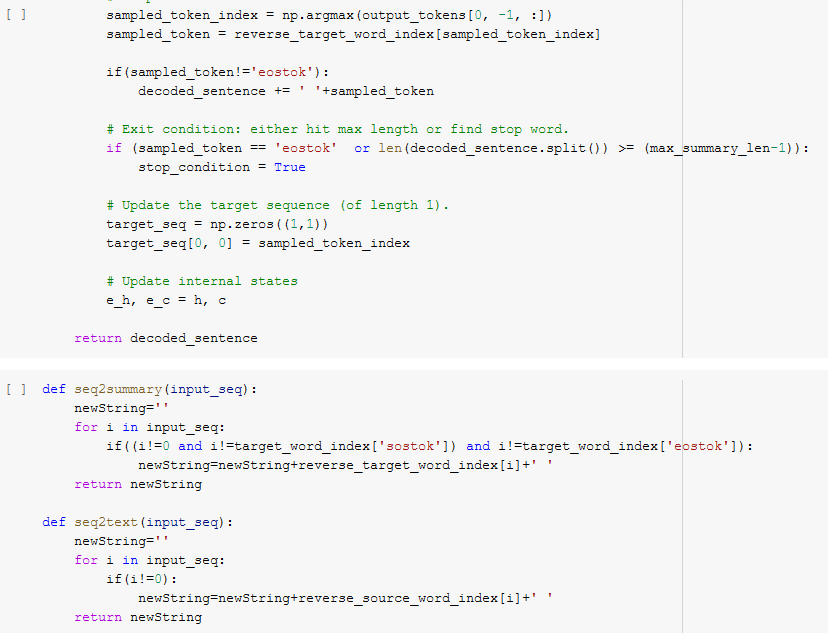 [ ] sampled_token_index = np.argmax(output_tokens[0, -1, :])
sampled_token = reverse_target_word_index[sampled_token_index]
if(sampled_token!='eostok'):
decoded_sentence += ' '+sampled_token
# Exit condition: either hit max length or find stop word.
if (sampled_token == 'eostok'  or len(decoded_sentence.split()) >= (max_summary_len-1)):
stop_condition = True
# Update the target sequence (of length 1).
target_seq = np.zeros((1,1))
target_seq[0, 0] = sampled_token_index
# Update internal states
e_h, e_c = h, c
return decoded_sentence
[ ] def seq2summary(input_seq):
newString=''
for i in input_seq:
if((i!=0 and i!=target_word_index['sostok']) and i!=target_word_index['eostok']):
newString=newString+reverse_target_word_index[i]+' '
return newString
def seq2text(input_seq):
newString=''
for i in input_seq:
if(i!=0):
newString=newString+reverse_source_word_index[i]+' '
return newString